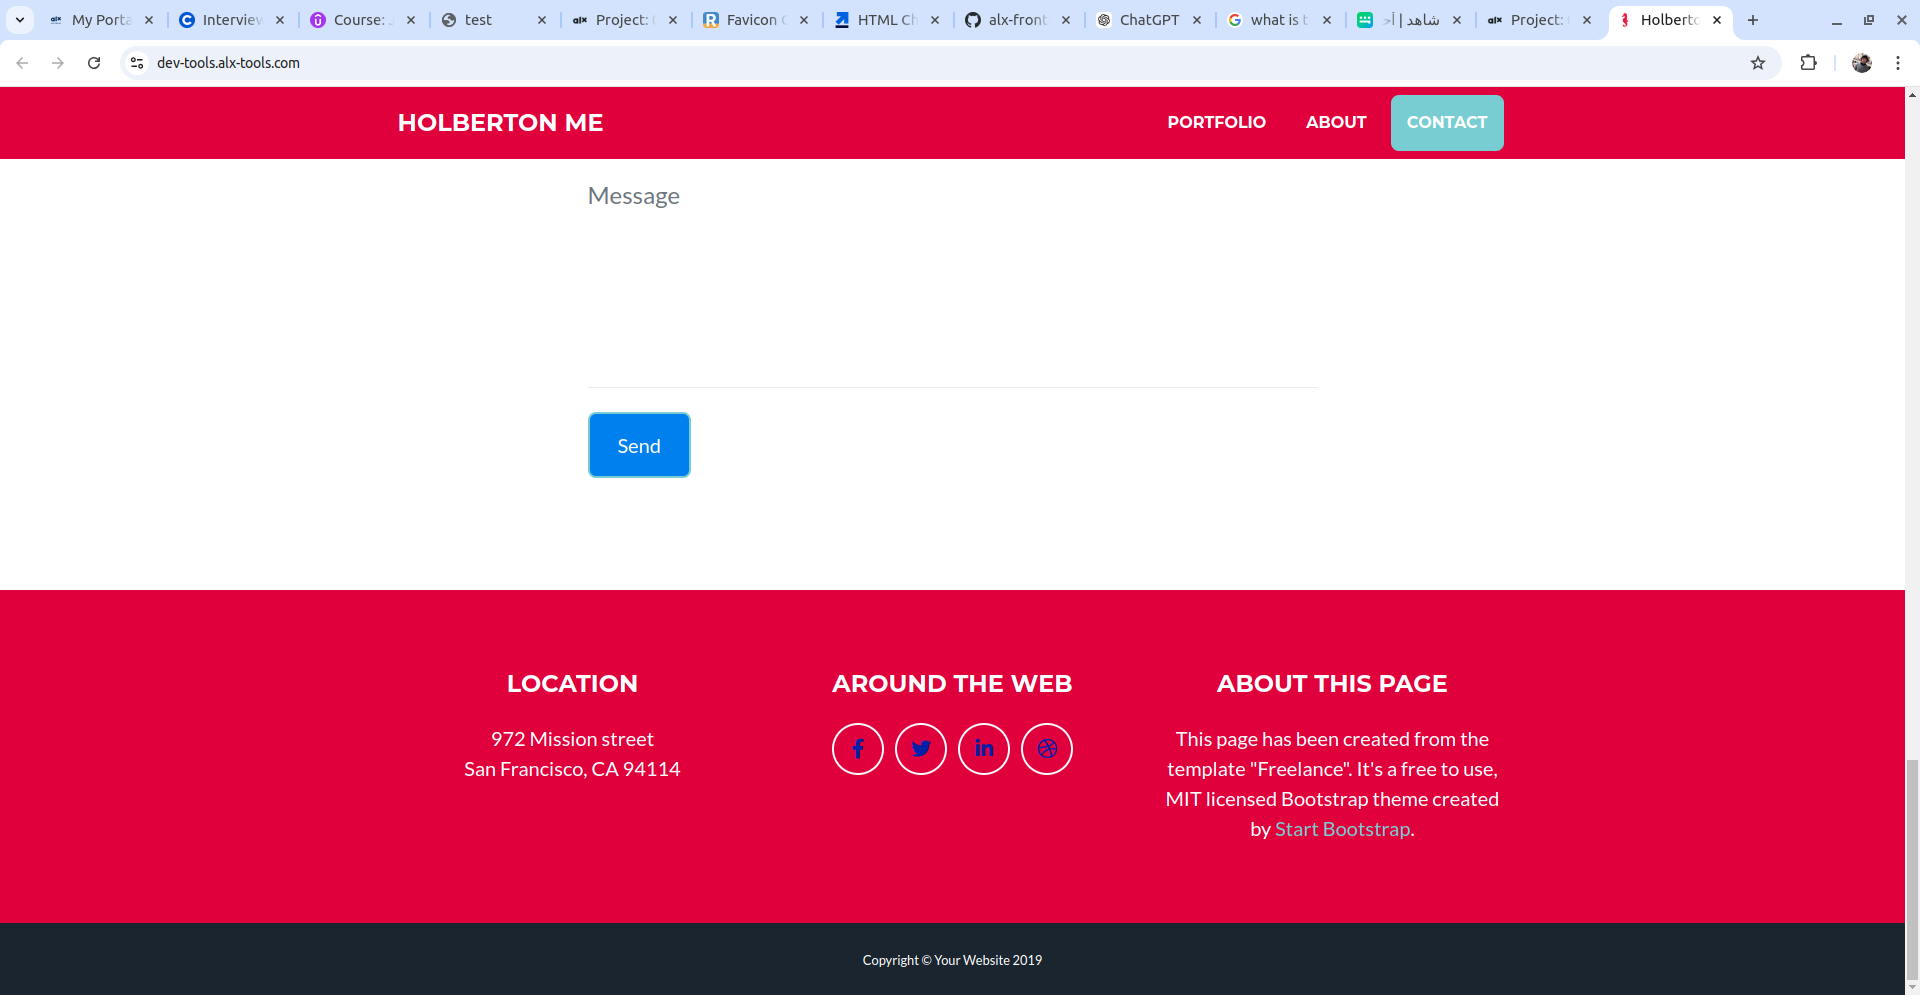 My Porta
Interview
Course:
test
Project:
Favicon
HTML Ch
alx-front
ChatGPT
what is t
شاهد | أح
Project:
Holberto
dev-tools.alx-tools.com
HOLBERTON ME
PORTFOLIO
ABOUT
CONTACT
Message
Send
LOCATION
972 Mission street
San Francisco, CA 94114
AROUND THE WEB
ABOUT THIS PAGE
This page has been created from the
template "Freelance". It's a free to use,
MIT licensed Bootstrap theme created
by Start Bootstrap.
Copyright © Your Website 2019